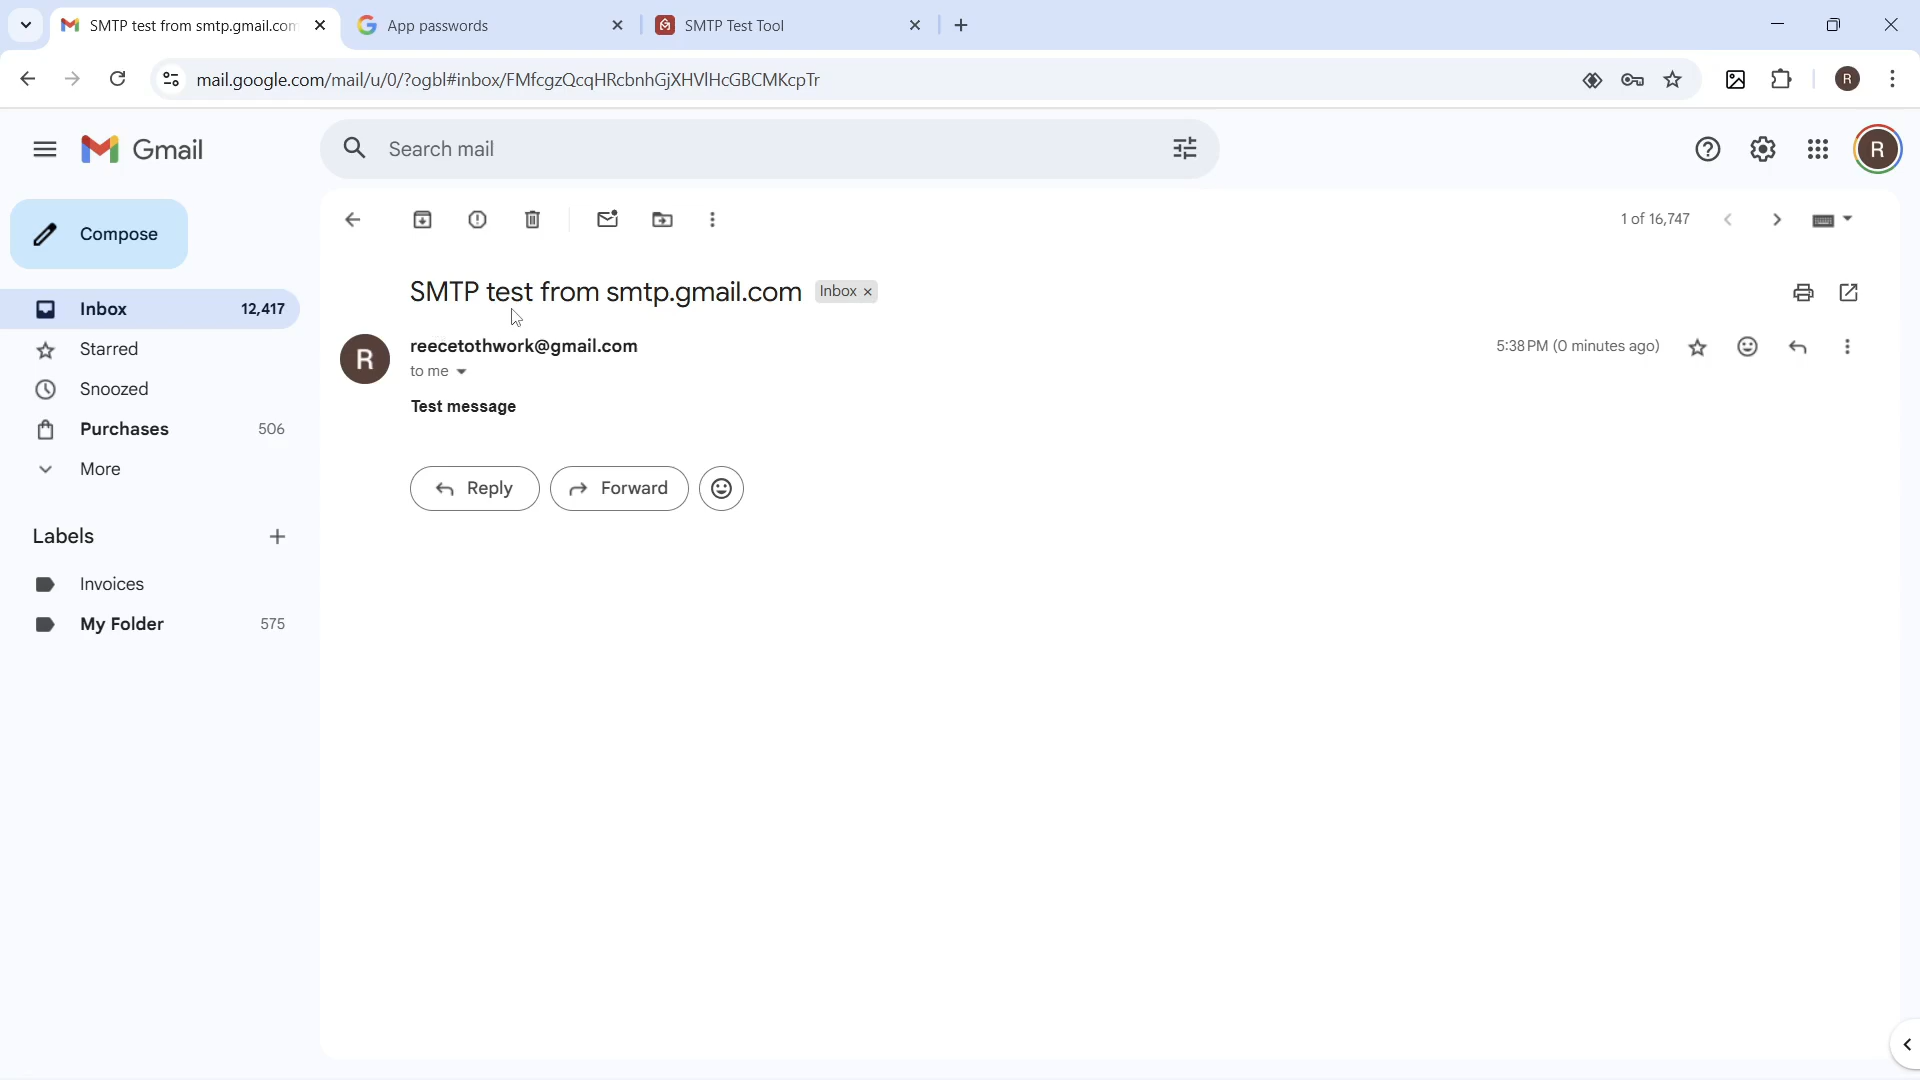 SMTP test from smtp.gmail.com
App passwords
SMTP Test Tool
mail.google.com/mail/u/0/?ogbl#inbox/FMfcgzQcqHRcbnhGjXHVlHcGBCMKcpTr
R
Gmail
Search mail
R
Compose
1 of 16,747
SMTP test from smtp.gmail.com Inbox ×
Inbox 12,417
R
reecetothwork@gmail.com
5:38 PM (0 minutes ago)
to me
Starred
Snoozed
Test message
Purchases 506
More
Reply
Forward
Labels
Invoices
My Folder 575